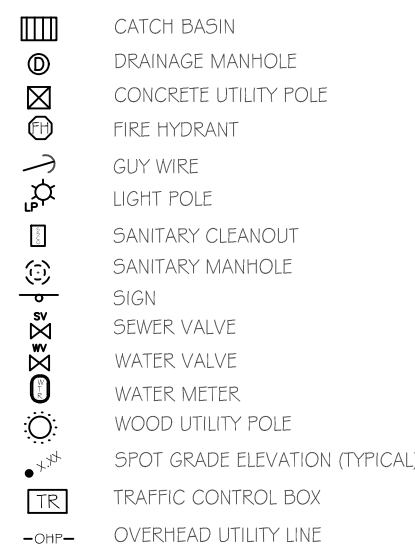 CATCH BASIN
D DRAINAGE MANHOLE
CONCRETE UTILITY POLE
FH FIRE HYDRANT
GUY WIRE
LP LIGHT POLE
SANITARY CLEANOUT
SANITARY MANHOLE
SIGN
SV SEWER VALVE
WV WATER VALVE
WTR WATER METER
WOOD UTILITY POLE
X.XX SPOT GRADE ELEVATION (TYPICAL)
TR TRAFFIC CONTROL BOX
OHP OVERHEAD UTILITY LINE